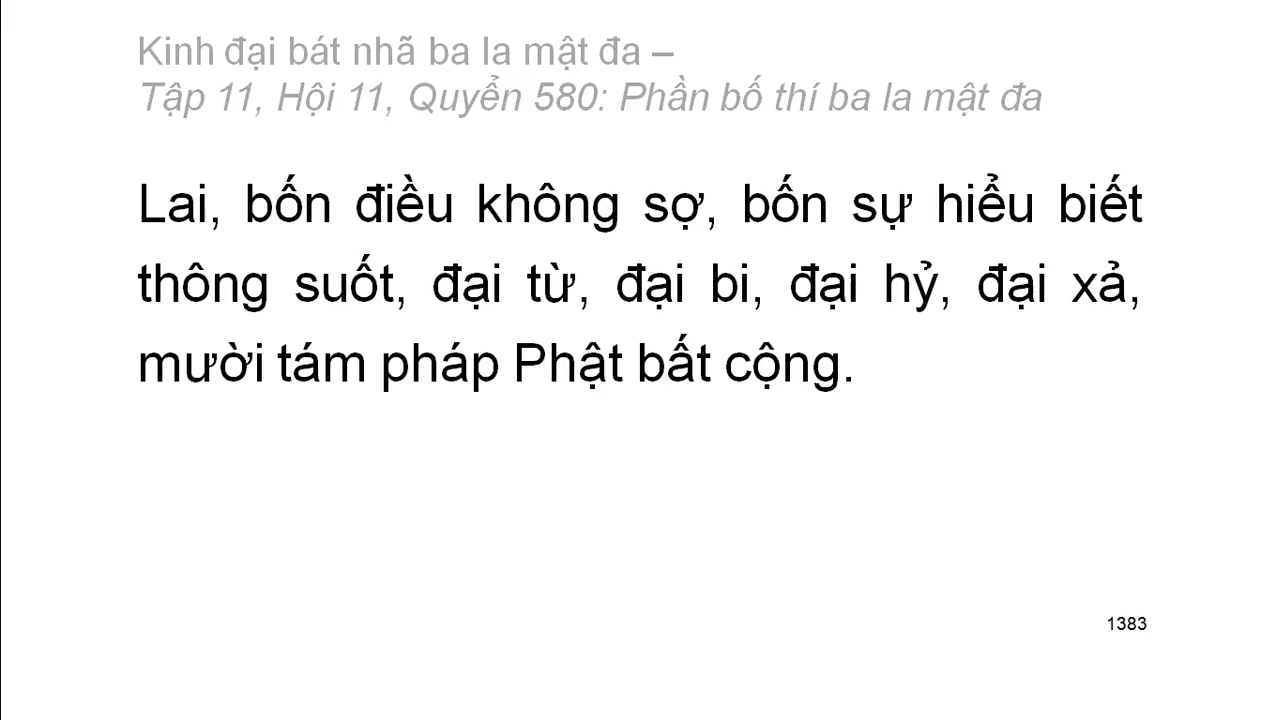 Kinh đại bát nhã ba la mật đa –
Tập 11, Hội 11, Quyển 580: Phần bố thí ba la mật đa
Lai, bốn điều không sợ, bốn sự hiểu biết
thông suốt, đại từ, đại bi, đại hỷ, đại xả,
mười tám pháp Phật bất cộng.
1383